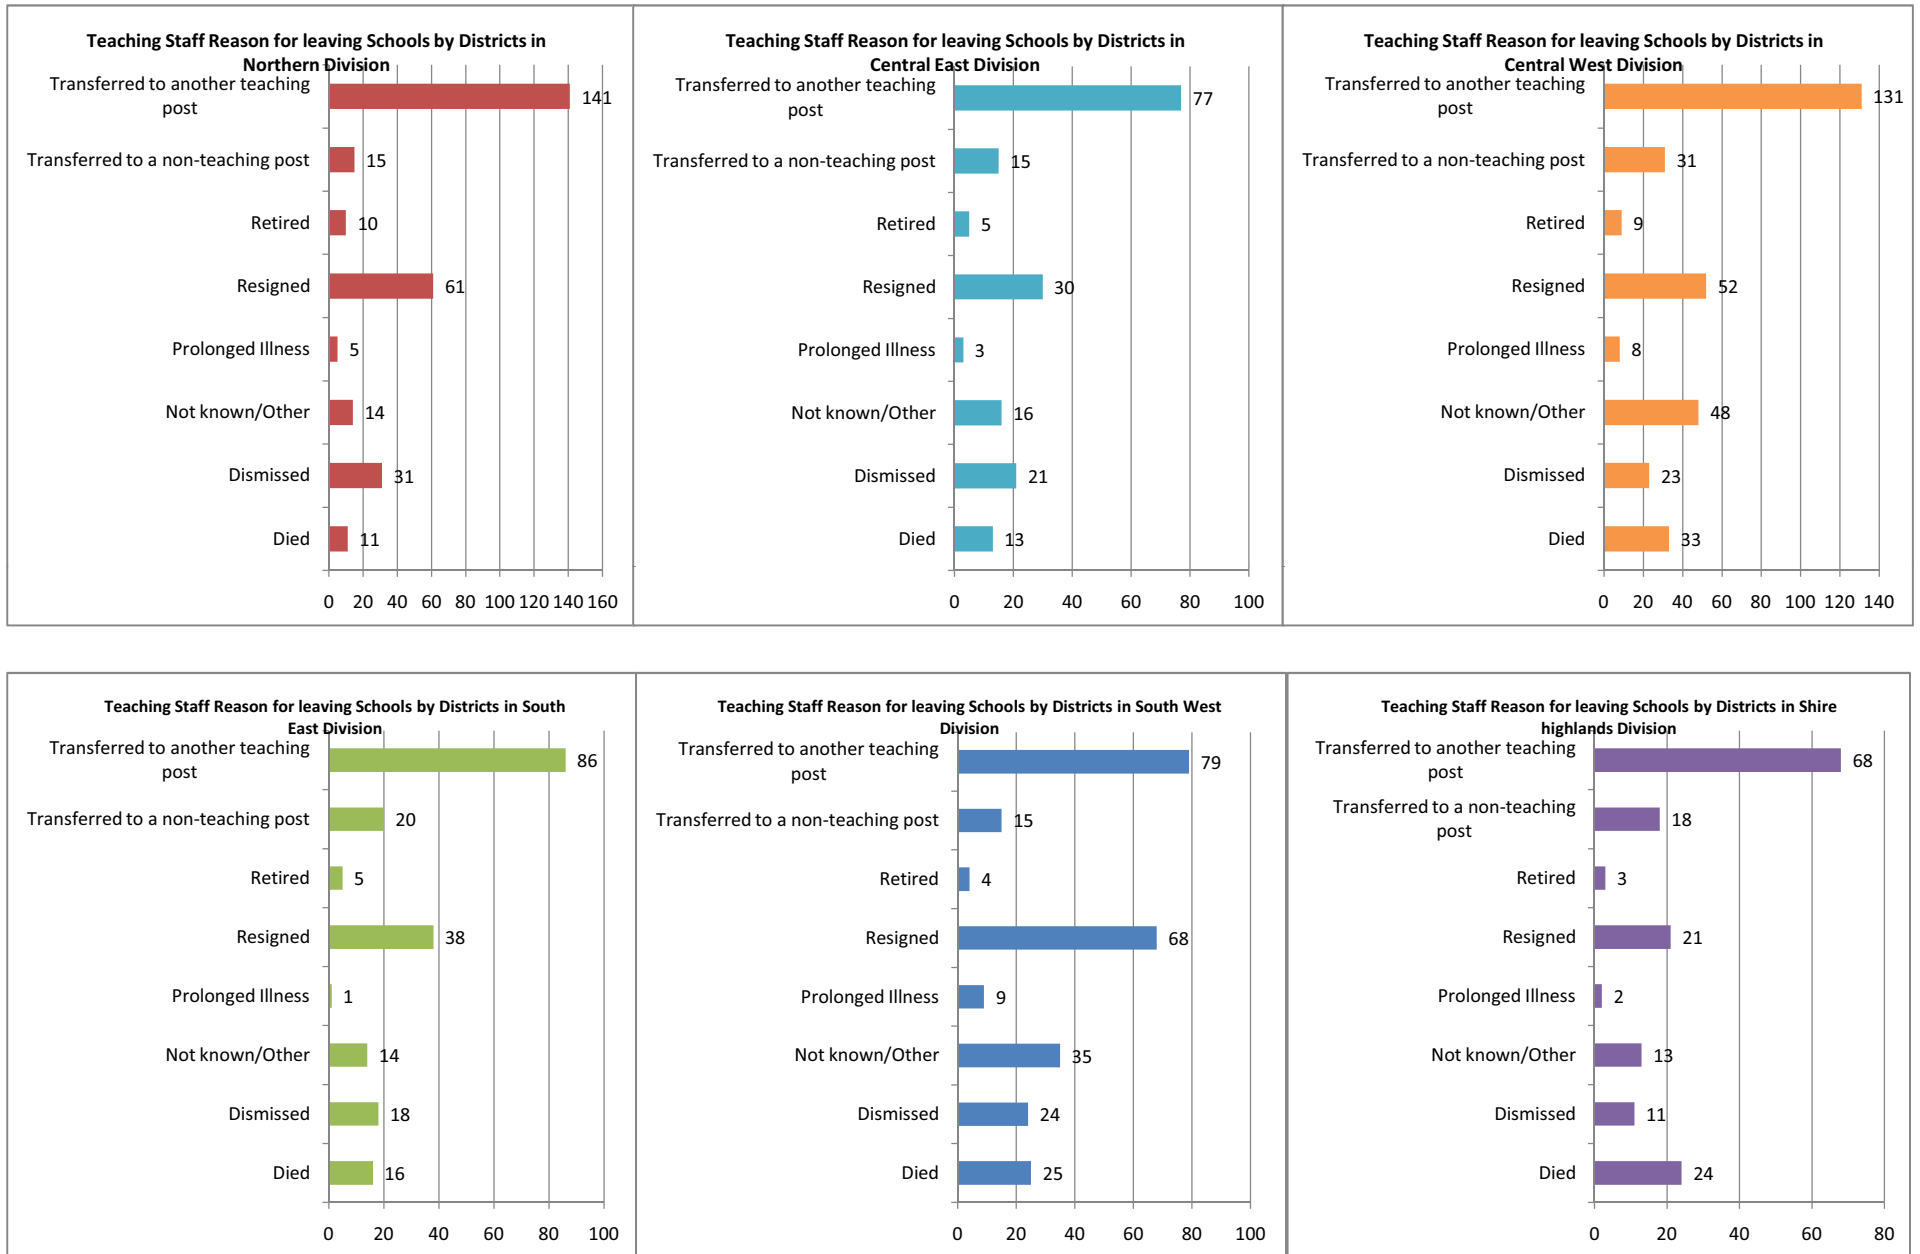 Teaching Staff Reason for leaving Schools by Districts in
Northern Division
Transferred to another teaching
post
141
Transferred to a non-teaching post
15
Retired
10
Resigned
61
Prolonged Illness
5
Not known/Other
14
Dismissed
31
Died
11
0 20 40 60 80 100 120 140 160
Teaching Staff Reason for leaving Schools by Districts in
Central East Division
Transferred to another teaching
post
77
Transferred to a non-teaching post
15
Retired
5
Resigned
30
Prolonged Illness
3
Not known/Other
16
Dismissed
21
Died
13
0 20 40 60 80 100
Teaching Staff Reason for leaving Schools by Districts in
Central West Division
Transferred to another teaching
post
131
Transferred to a non-teaching post
31
Retired
9
Resigned
52
Prolonged Illness
8
Not known/Other
48
Dismissed
23
Died
33
0 20 40 60 80 100 120 140
Teaching Staff Reason for leaving Schools by Districts in South
East Division
Transferred to another teaching
post
86
Transferred to a non-teaching post
20
Retired
5
Resigned
38
Prolonged Illness
1
Not known/Other
14
Dismissed
18
Died
16
0 20 40 60 80 100
Teaching Staff Reason for leaving Schools by Districts in South West
Division
Transferred to another teaching
post
79
Transferred to a non-teaching post
15
Retired
4
Resigned
68
Prolonged Illness
9
Not known/Other
35
Dismissed
24
Died
25
0 20 40 60 80 100
Teaching Staff Reason for leaving Schools by Districts in Shire
highlands Division
Transferred to another teaching
post
68
Transferred to a non-teaching
post
18
Retired
3
Resigned
21
Prolonged Illness
2
Not known/Other
13
Dismissed
11
Died
24
0 20 40 60 80